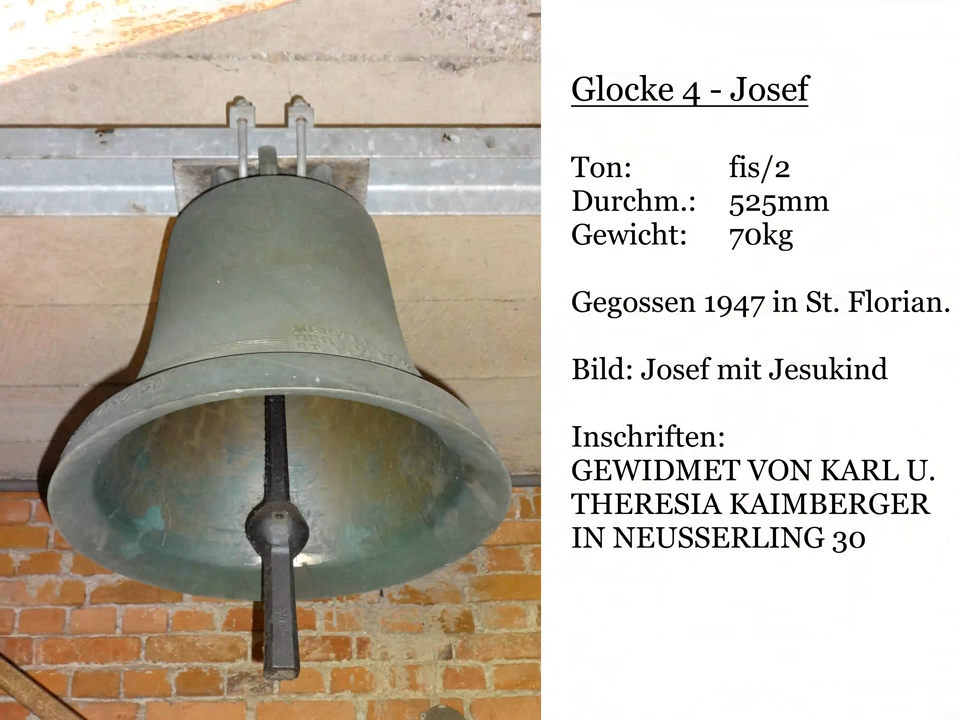 Glocke 4 - Josef
Ton: fis/2
Durchm.: 525mm
Gewicht: 70kg
Gegossen 1947 in St. Florian.
Bild: Josef mit Jesukind
Inschriften:
GEWIDMET VON KARL U.
THERESIA KAIMBERGER
IN NEUSSERLING 30